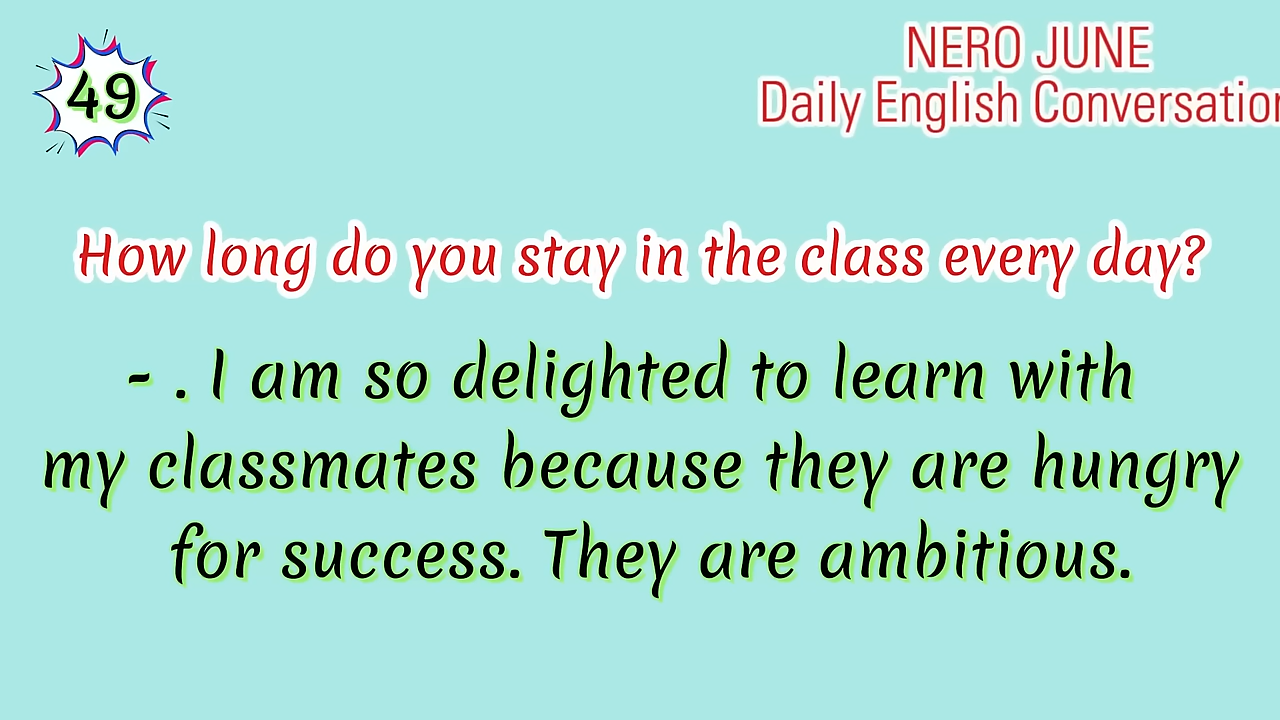 49
NERO JUNE
Daily English Conversation
How long do you stay in the class every day?
- . I am so delighted to learn with
my classmates because they are hungry
for success. They are ambitious.